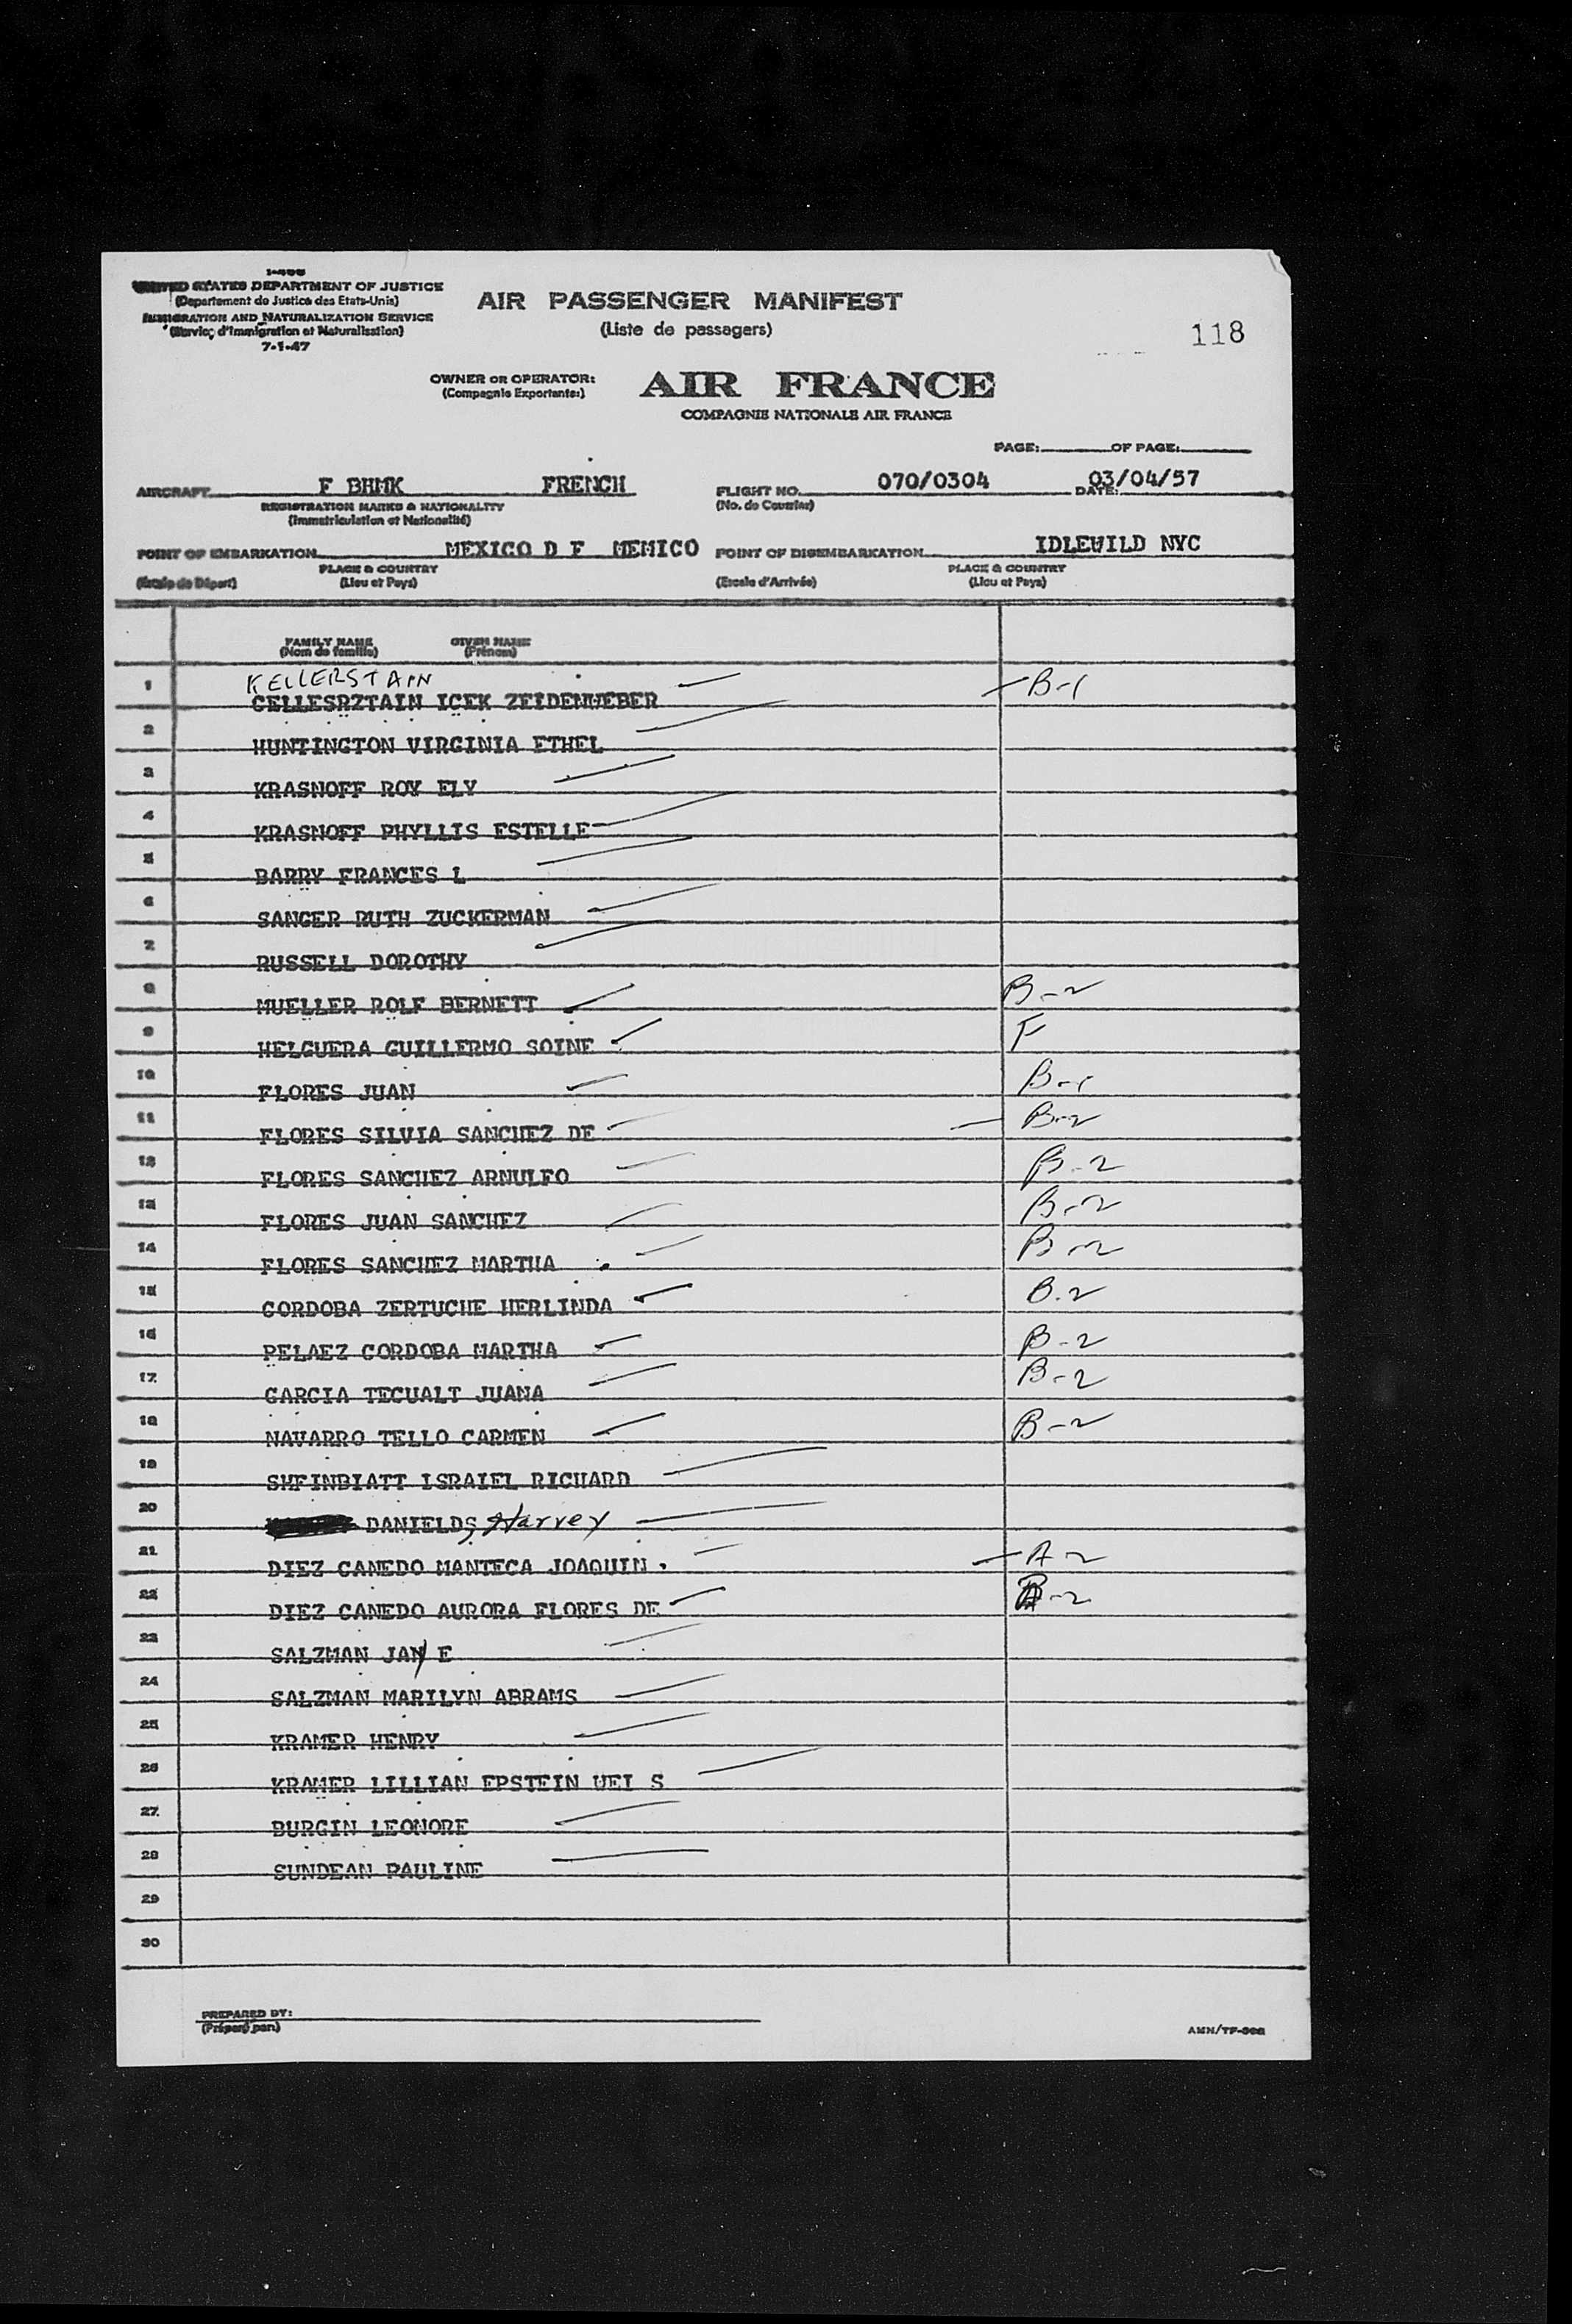 I-466
UNITED STATES DEPARTMENT OF JUSTICE
(Departement de Justice des Etats-Unis)
IMMIGRATION AND NATURALIZATION SERVICE
(Service d'Immigration et Naturalisation)
7-1-47
AIR PASSENGER MANIFEST
(Liste de passagers)
118
OWNER OR OPERATOR:
(Compagnie Exportante:)
AIR FRANCE
COMPAGNIE NATIONALE AIR FRANCE
PAGE: OF PAGE:
AIRCRAFT F BHMK FRENCH FLIGHT NO. 070/0304 DATE: 03/04/57
REGISTRATION MARKS & NATIONALITY (No. de Courrier)
(Immatriculation et Nationalité)
POINT OF EMBARKATION MEXICO D F MEMICO POINT OF DISEMBARKATION IDLEWILD NYC
PLACE & COUNTRY PLACE & COUNTRY
(Escale de Départ) (Lieu et Pays) (Escale d'Arrivée) (Lieu et Pays)
FAMILY NAME GIVEN NAME
(Nom de famille) (Prénom)
KELLERSTAIN
1 CELLESRZTAIN ICEK ZEIDENWEBER B-1
2 HUNTINGTON VIRGINIA ETHEL
3 KRASNOFF ROY ELY
4 KRASNOFF PHYLLIS ESTELLE
5 BARRY FRANCES L
6 SANGER RUTH ZUCKERMAN
7 RUSSELL DOROTHY
8 MUELLER ROLF BERNETT B-2
9 HELGUERA GUILLERMO SOINE F
10 FLORES JUAN B-1
11 FLORES SILVIA SANCHEZ DE B-2
12 FLORES SANCHEZ ARNULFO B-2
13 FLORES JUAN SANCHEZ B-2
14 FLORES SANCHEZ MARTHA B-2
15 CORDOBA ZERTUCHE HERLINDA B-2
16 PELAEZ CORDOBA MARTHA B-2
17 GARCIA TECUALT JUANA B-2
18 NAVARRO TELLO CARMEN B-2
19 SHEINBIATT ISRAIEL RICHARD
20 DANIELDS, Harvey
21 DIEZ CANEDO MANTECA JOAQUIN . A-2
22 DIEZ CANEDO AURORA FLORES DE B-2
23 SALZMAN JAY E
24 SALZMAN MARILYN ABRAMS
25 KRAMER HENRY
26 KRAMER LILLIAN EPSTEIN WEI S
27 BURGIN LEONORE
28 SUNDEAN PAULINE
29
30
PREPARED BY:
(Préparé par:)